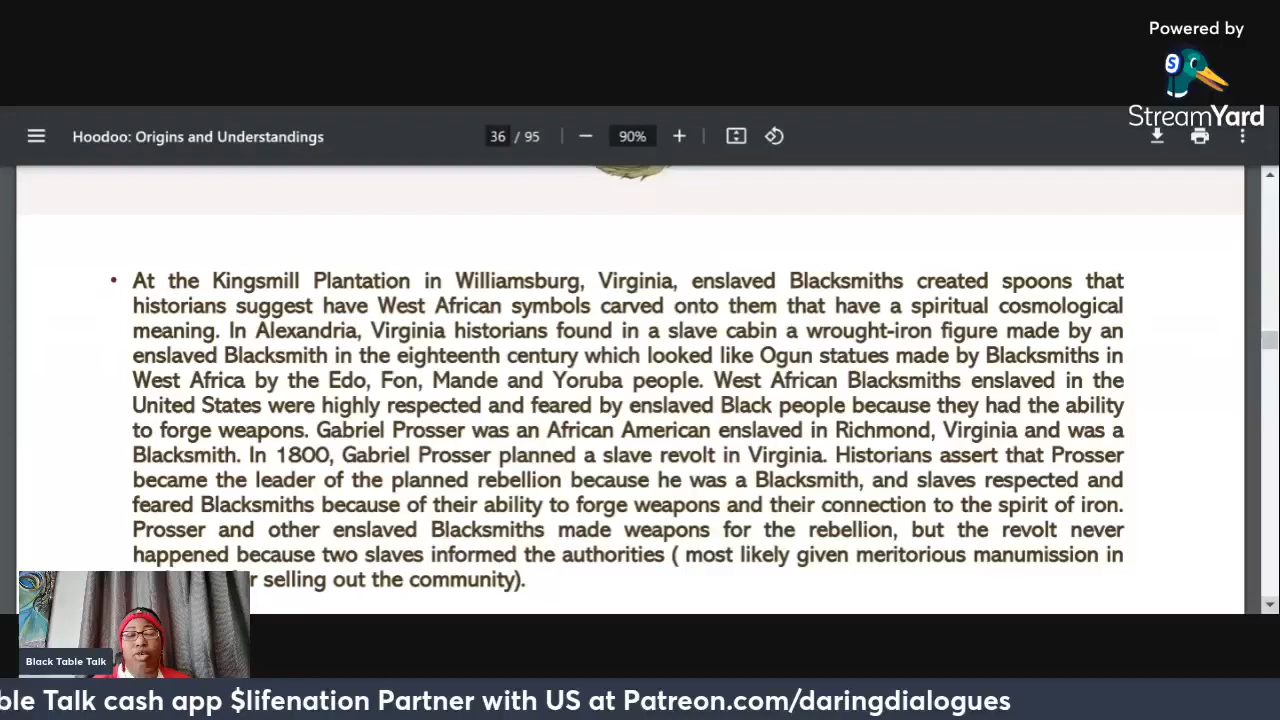 Powered by
StreamYard
Hoodoo: Origins and Understandings
36 / 95
90%
• At the Kingsmill Plantation in Williamsburg, Virginia, enslaved Blacksmiths created spoons that
historians suggest have West African symbols carved onto them that have a spiritual cosmological
meaning. In Alexandria, Virginia historians found in a slave cabin a wrought-iron figure made by an
enslaved Blacksmith in the eighteenth century which looked like Ogun statues made by Blacksmiths in
West Africa by the Edo, Fon, Mande and Yoruba people. West African Blacksmiths enslaved in the
United States were highly respected and feared by enslaved Black people because they had the ability
to forge weapons. Gabriel Prosser was an African American enslaved in Richmond, Virginia and was a
Blacksmith. In 1800, Gabriel Prosser planned a slave revolt in Virginia. Historians assert that Prosser
became the leader of the planned rebellion because he was a Blacksmith, and slaves respected and
feared Blacksmiths because of their ability to forge weapons and their connection to the spirit of iron.
Prosser and other enslaved Blacksmiths made weapons for the rebellion, but the revolt never
happened because two slaves informed the authorities ( most likely given meritorious manumission in
selling out the community).
Black Table Talk
ble Talk cash app $lifenation Partner with US at Patreon.com/daringdialogues